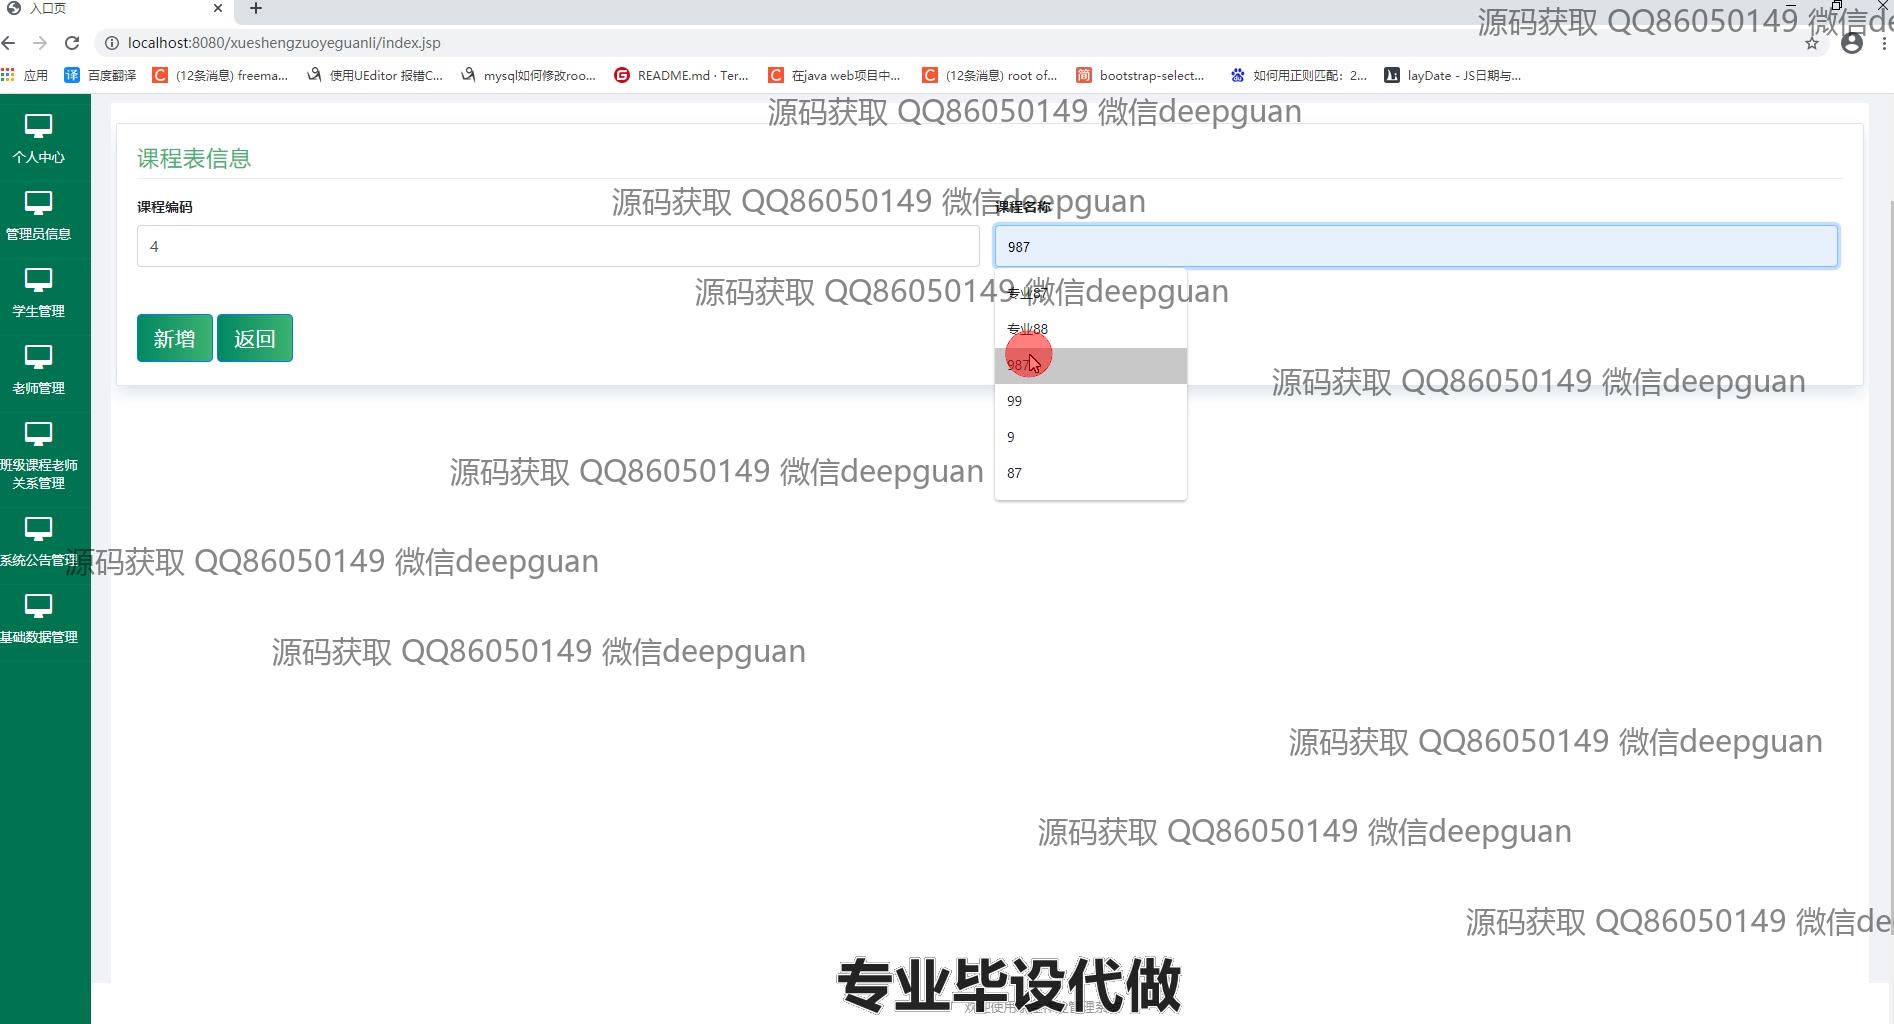 入口页
源码获取 QQ86050149 微信de
localhost:8080/xueshengzuoyeguanli/index.jsp
应用 百度翻译 (12条消息) freema... 使用UEditor 报错C... mysql如何修改roo... README.md · Ter... 在java web项目中... (12条消息) root of... bootstrap-select... 如何用正则匹配：2... layDate - JS日期与...
源码获取 QQ86050149 微信deepguan
个人中心
课程表信息
源码获取 QQ86050149 微信deepguan
课程编码
课程名称
管理员信息
4
987
源码获取 QQ86050149 微信deepguan
专业87
学生管理
专业88
新增
返回
987
源码获取 QQ86050149 微信deepguan
老师管理
99
9
班级课程老师
关系管理
源码获取 QQ86050149 微信deepguan
87
系统公告管理
源码获取 QQ86050149 微信deepguan
基础数据管理
源码获取 QQ86050149 微信deepguan
源码获取 QQ86050149 微信deepguan
源码获取 QQ86050149 微信deepguan
源码获取 QQ86050149 微信de
专业毕设代做